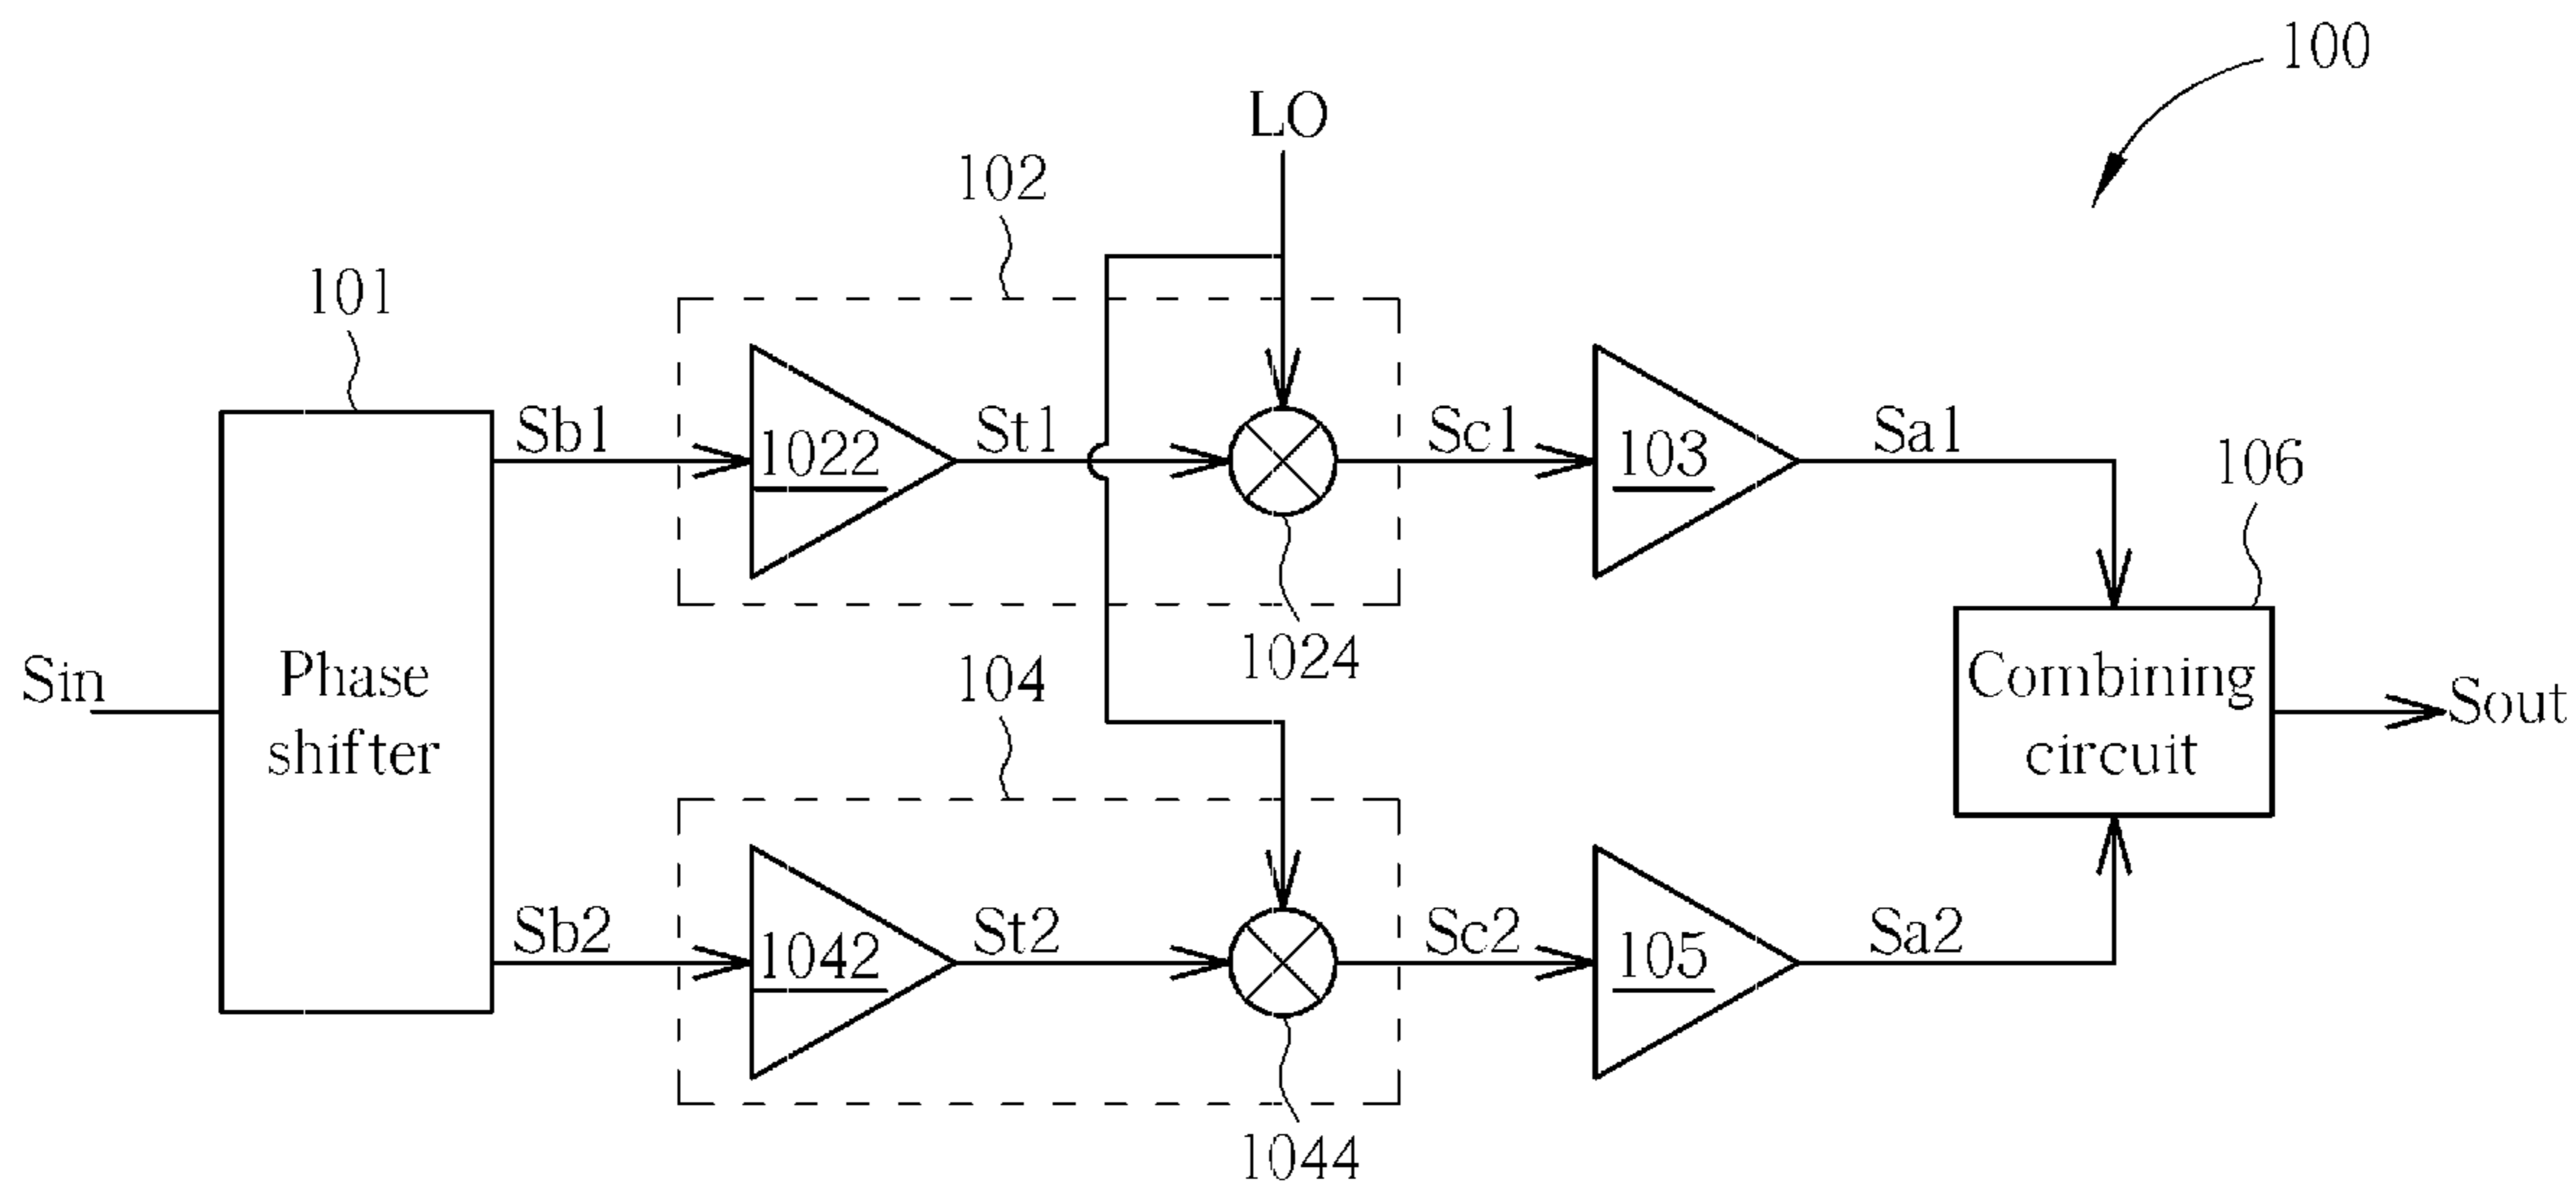 100
LO
102
101
Sb1
1022
St1
Sc1
103
Sa1
106
1024
Sin
Phase
shifter
104
Combining
circuit
Sout
Sb2
1042
St2
Sc2
105
Sa2
1044